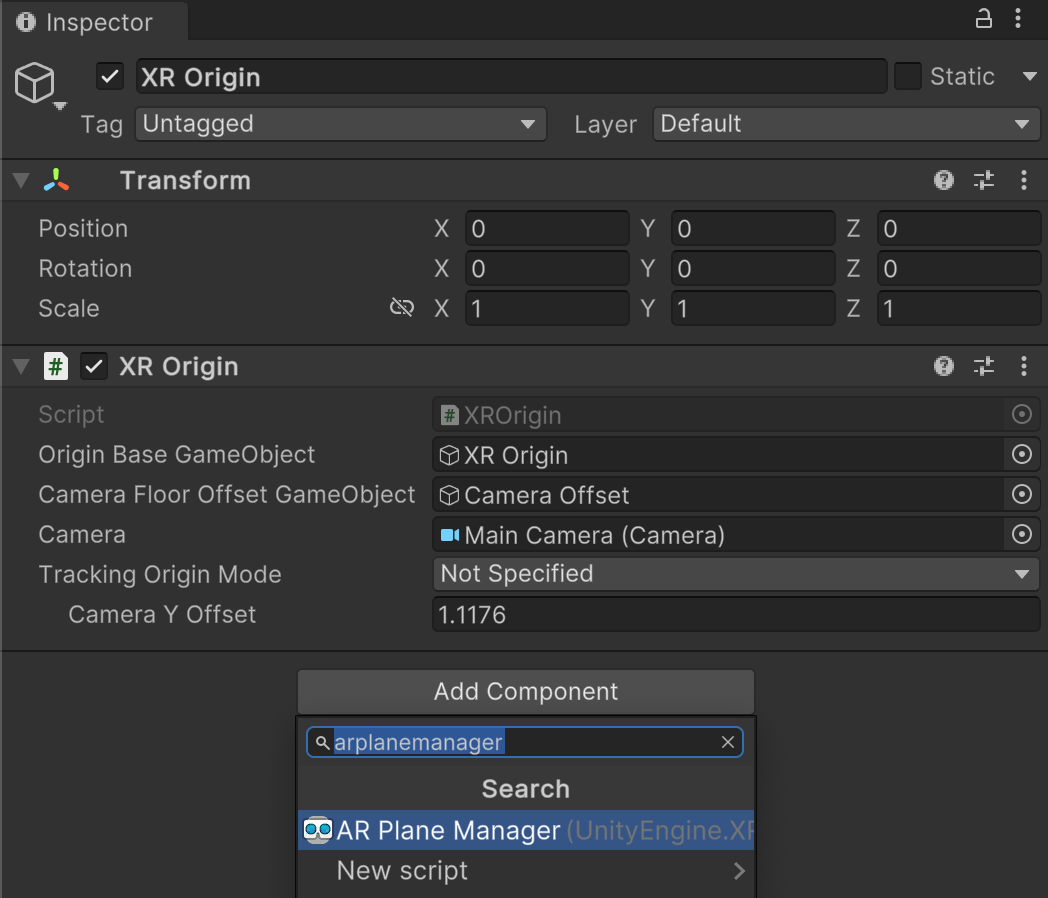 Inspector
XR Origin Static
Tag Untagged Layer Default
Transform
Position X 0 Y 0 Z 0
Rotation X 0 Y 0 Z 0
Scale X 1 Y 1 Z 1
# XR Origin
Script # XROrigin
Origin Base GameObject XR Origin
Camera Floor Offset GameObject Camera Offset
Camera Main Camera (Camera)
Tracking Origin Mode Not Specified
Camera Y Offset 1.1176
Add Component
arplanemanager
Search
AR Plane Manager (UnityEngine.XR
New script